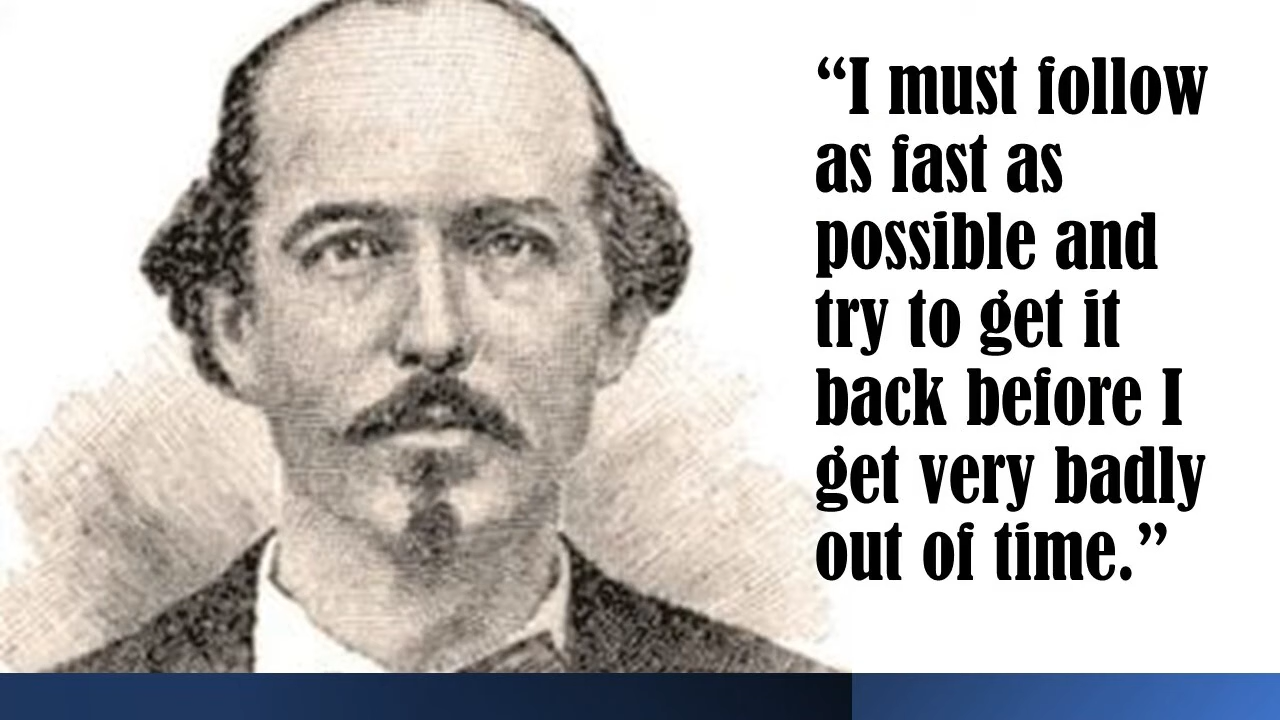 “I must follow
as fast as
possible and
try to get it
back before I
get very badly
out of time.”